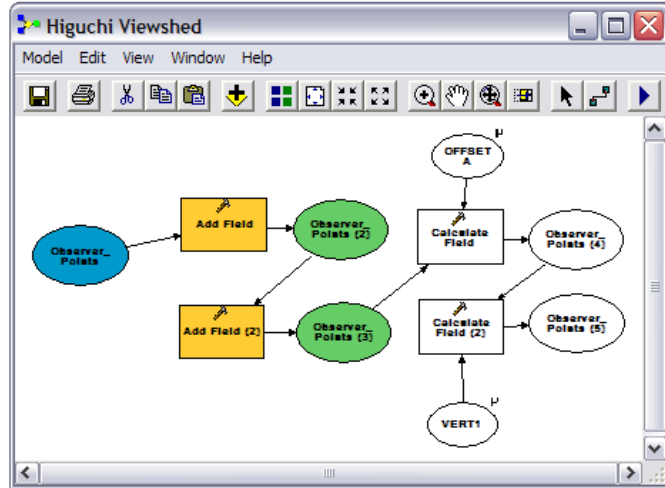 Higuchi Viewshed
Model Edit View Window Help
P
OFFSET
A
Add Field
Observer_
Points (2)
Calculate
Field
Observer_
Points (4)
Observer_
Points
Add Field (2)
Observer_
Points (3)
Calculate
Field (2)
Observer_
Points (5)
P
VERT1